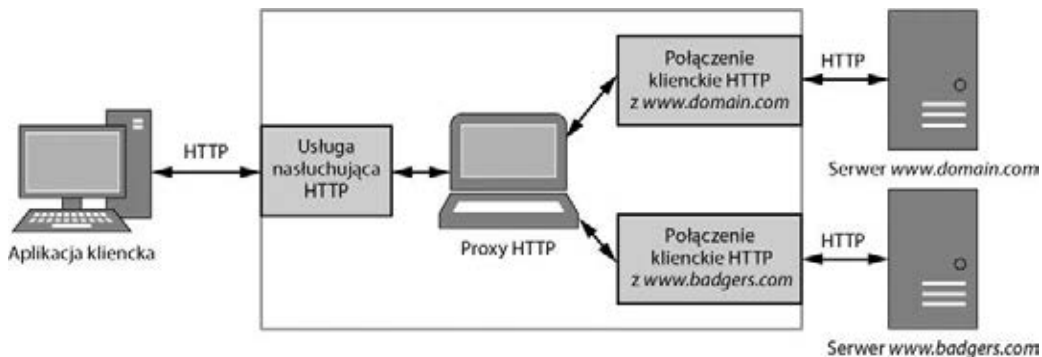 HTTP
Aplikacja kliencka
Usługa
nasłuchująca
HTTP
Proxy HTTP
Połączenie
klienckie HTTP
z www.domain.com
HTTP
Serwer www.domain.com
Połączenie
klienckie HTTP
z www.badgers.com
HTTP
Serwer www.badgers.com